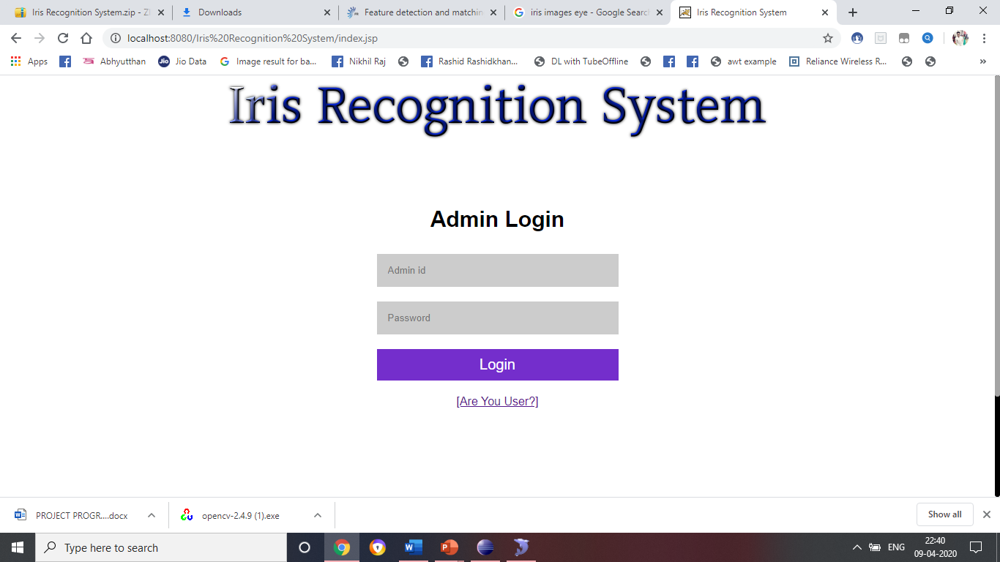 Iris Recognition System.zip - Zi
Downloads
Feature detection and matchin
iris images eye - Google Search
Iris Recognition System
localhost:8080/Iris%20Recognition%20System/index.jsp
Apps
Abhyutthan
Jio
Jio Data
Image result for ba...
Nikhil Raj
Rashid Rashidkhan...
DL with TubeOffline
awt example
Reliance Wireless R...
»
Iris Recognition System
Admin Login
Admin id
Password
Login
[Are You User?]
PROJECT PROGR....docx
opencv-2.4.9 (1).exe
Show all
Type here to search
ENG
22:40
09-04-2020